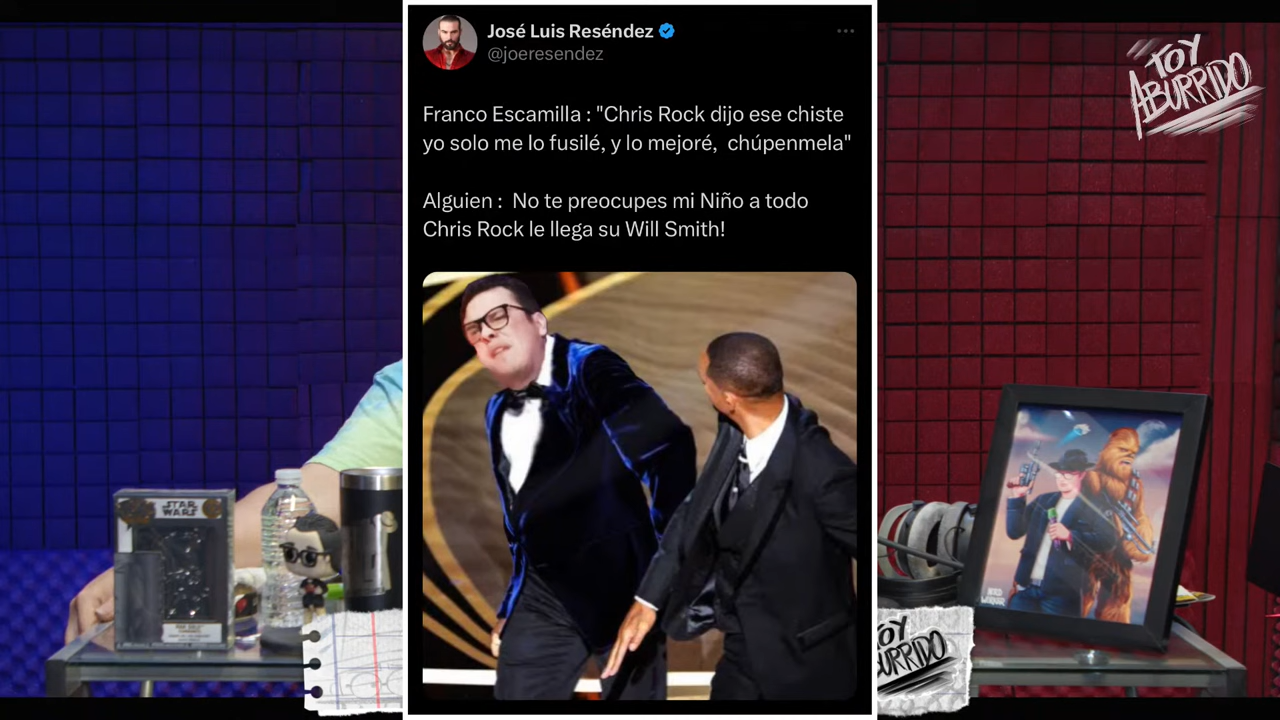 José Luis Reséndez
@joeresendez
TOY
ABURRIDO
Franco Escamilla : "Chris Rock dijo ese chiste
yo solo me lo fusilé, y lo mejoré, chúpenmela"
Alguien : No te preocupes mi Niño a todo
Chris Rock le llega su Will Smith!
STAR
WARS
TOY